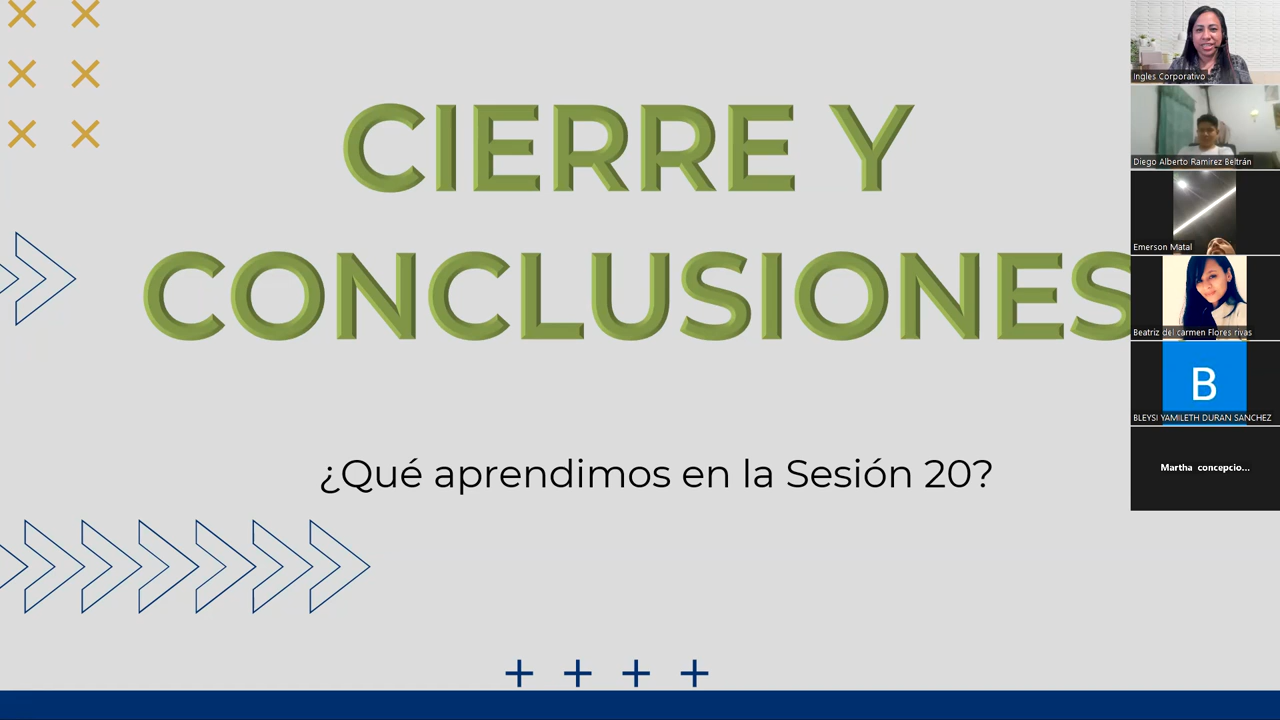 CIERRE Y
CONCLUSIONES
¿Qué aprendimos en la Sesión 20?
Ingles Corporativo
Diego Alberto Ramirez Beltrán
Emerson Matal
Beatriz del carmen Flores rivas
B
BLEYSI YAMILETH DURAN SANCHEZ
Martha concepcio...